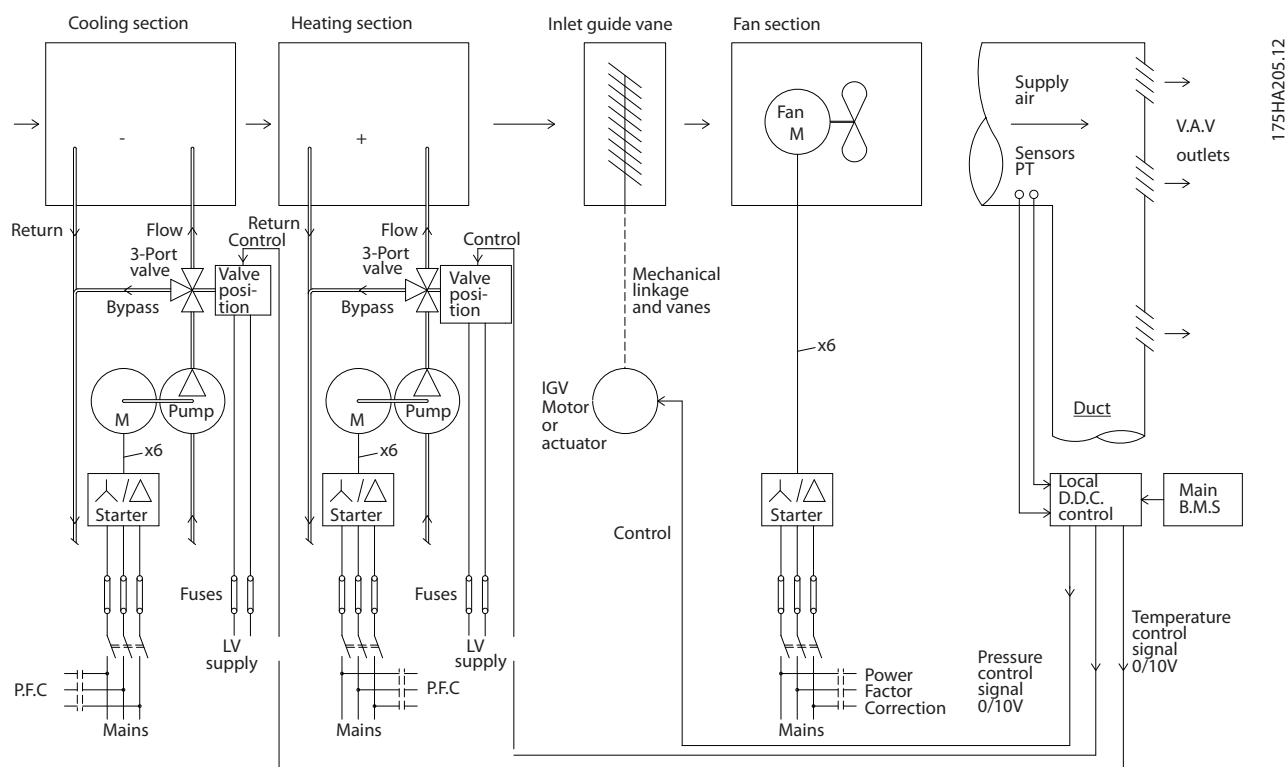 Cooling section
Heating section
Inlet guide vane
Fan section
175HA205.12
-
+
Fan
M
Supply
air
Sensors
PT
V.A.V
outlets
Return
Flow
3-Port
valve
Bypass
Control
Valve
posi-
tion
Return
Flow
3-Port
valve
Bypass
Control
Valve
posi-
tion
Mechanical
linkage
and vanes
x6
M
Pump
x6
Starter
M
Pump
x6
Starter
IGV
Motor
or
actuator
Duct
Starter
Local
D.D.C.
control
Main
B.M.S
Control
Fuses
LV
supply
Fuses
LV
supply
P.F.C
Mains
P.F.C
Mains
Power
Factor
Correction
Mains
Pressure
control
signal
0/10V
Temperature
control
signal
0/10V